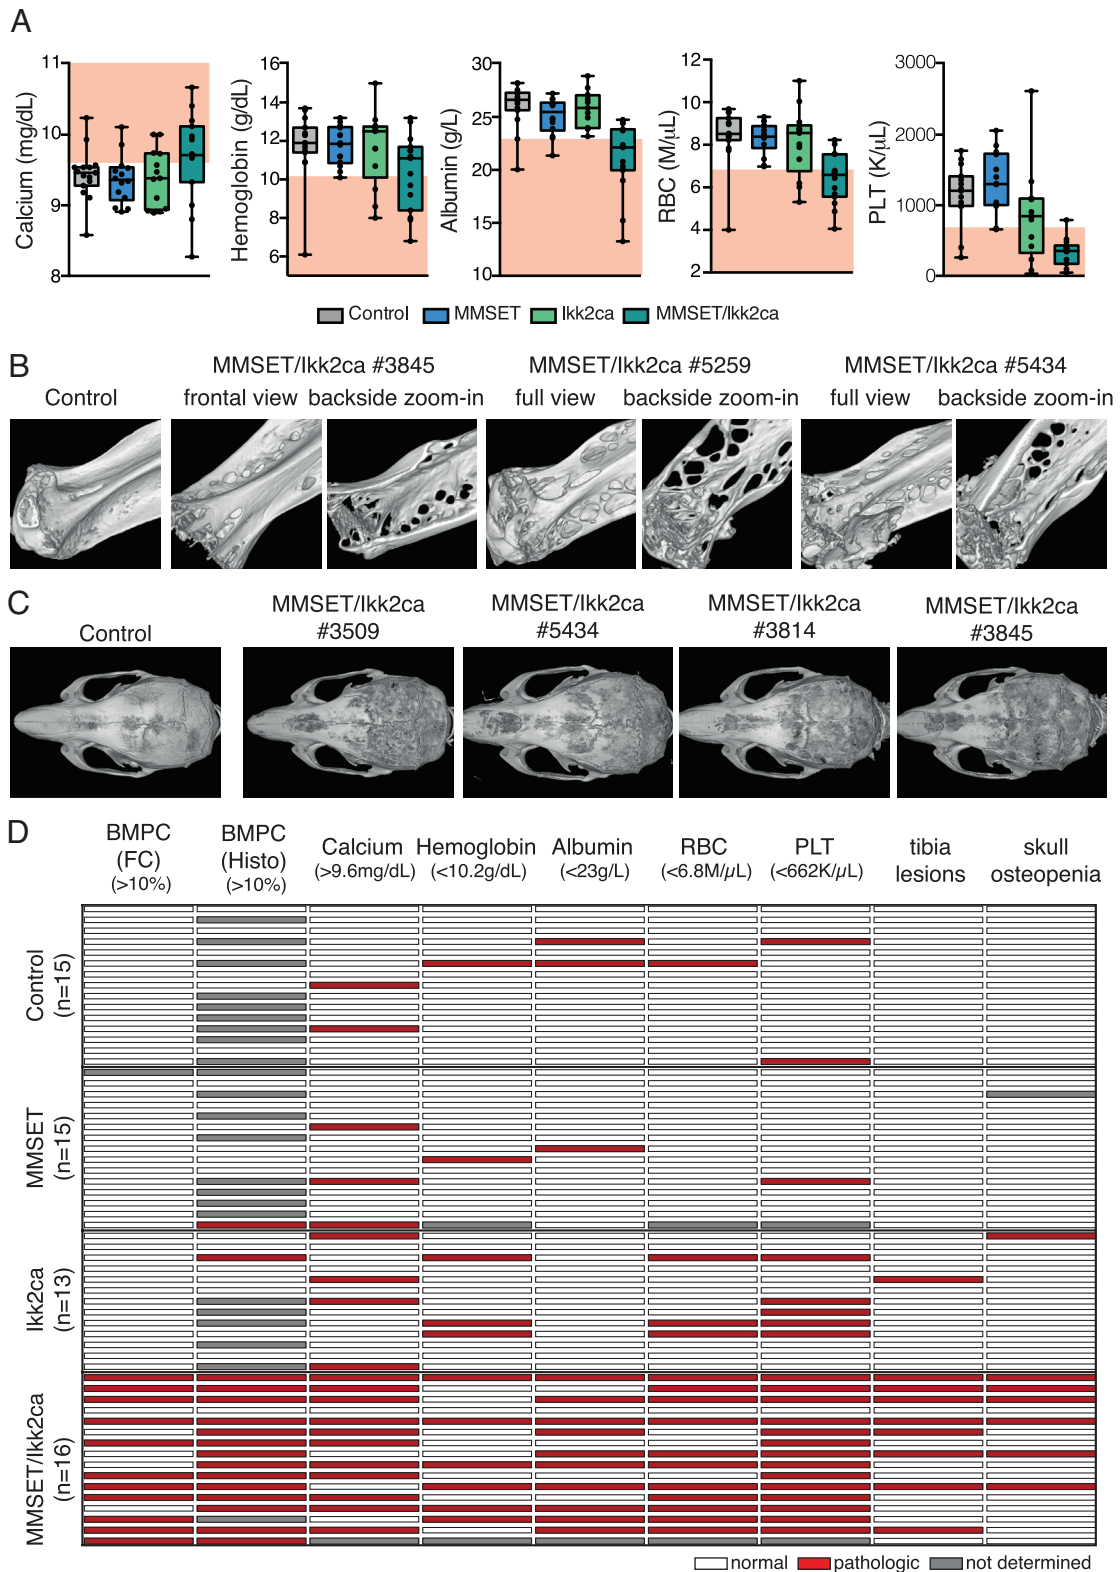 A
Calcium (mg/dL)
11
10
9
8
Hemoglobin (g/dL)
16
14
12
10
8
6
Albumin (g/L)
30
25
20
15
10
RBC (M/μL)
12
10
8
6
4
2
PLT (K/μL)
3000
2000
1000
0
Control MMSET Ikk2ca MMSET/Ikk2ca
B
MMSET/Ikk2ca #3845 MMSET/Ikk2ca #5259 MMSET/Ikk2ca #5434
Control frontal view backside zoom-in full view backside zoom-in full view backside zoom-in
C
Control
MMSET/Ikk2ca
#3509
MMSET/Ikk2ca
#5434
MMSET/Ikk2ca
#3814
MMSET/Ikk2ca
#3845
D
BMPC
(FC)
(>10%)
BMPC
(Histo)
(>10%)
Calcium
(>9.6mg/dL)
Hemoglobin
(<10.2g/dL)
Albumin
(<23g/L)
RBC
(<6.8M/μL)
PLT
(<662K/μL)
tibia
lesions
skull
osteopenia
Control
(n=15)
MMSET
(n=15)
Ikk2ca
(n=13)
MMSET/Ikk2ca
(n=16)
normal pathologic not determined